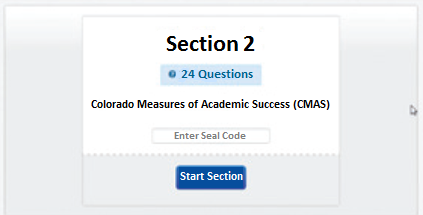 Section 2
24 Questions
Colorado Measures of Academic Success (CMAS)
Enter Seal Code
Start Section